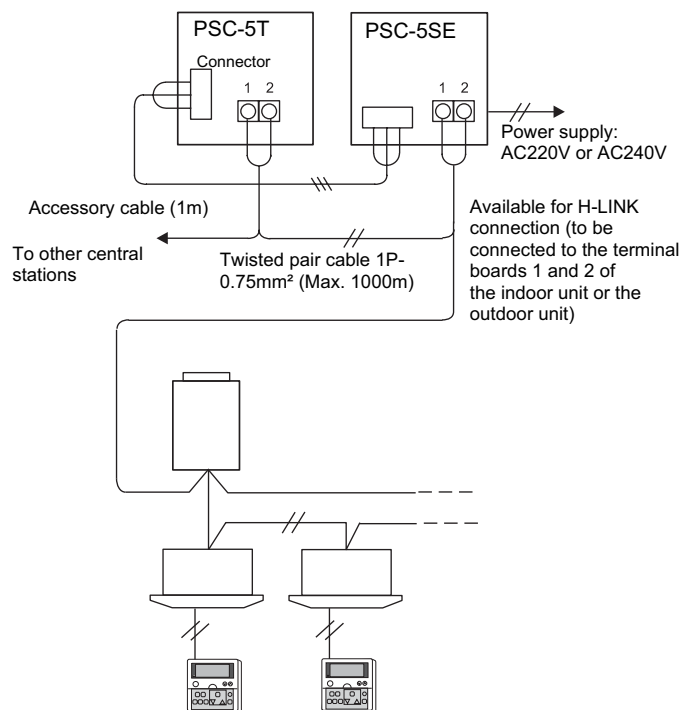 PSC-5T
PSC-5SE
Connector
1 2
1 2
Power supply:
AC220V or AC240V
Accessory cable (1m)
To other central
stations
Twisted pair cable 1P-
0.75mm² (Max. 1000m)
Available for H-LINK
connection (to be
connected to the terminal
boards 1 and 2 of
the indoor unit or the
outdoor unit)